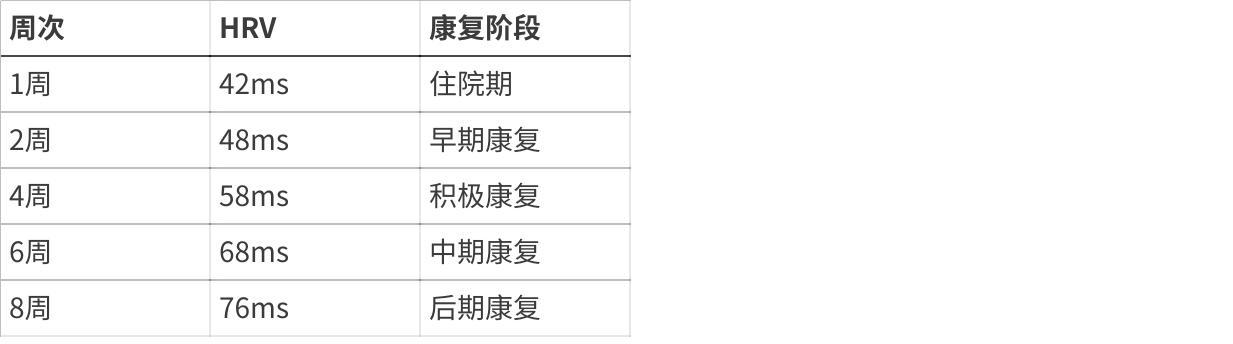 周次 HRV 康复阶段
1周 42ms 住院期
2周 48ms 早期康复
4周 58ms 积极康复
6周 68ms 中期康复
8周 76ms 后期康复